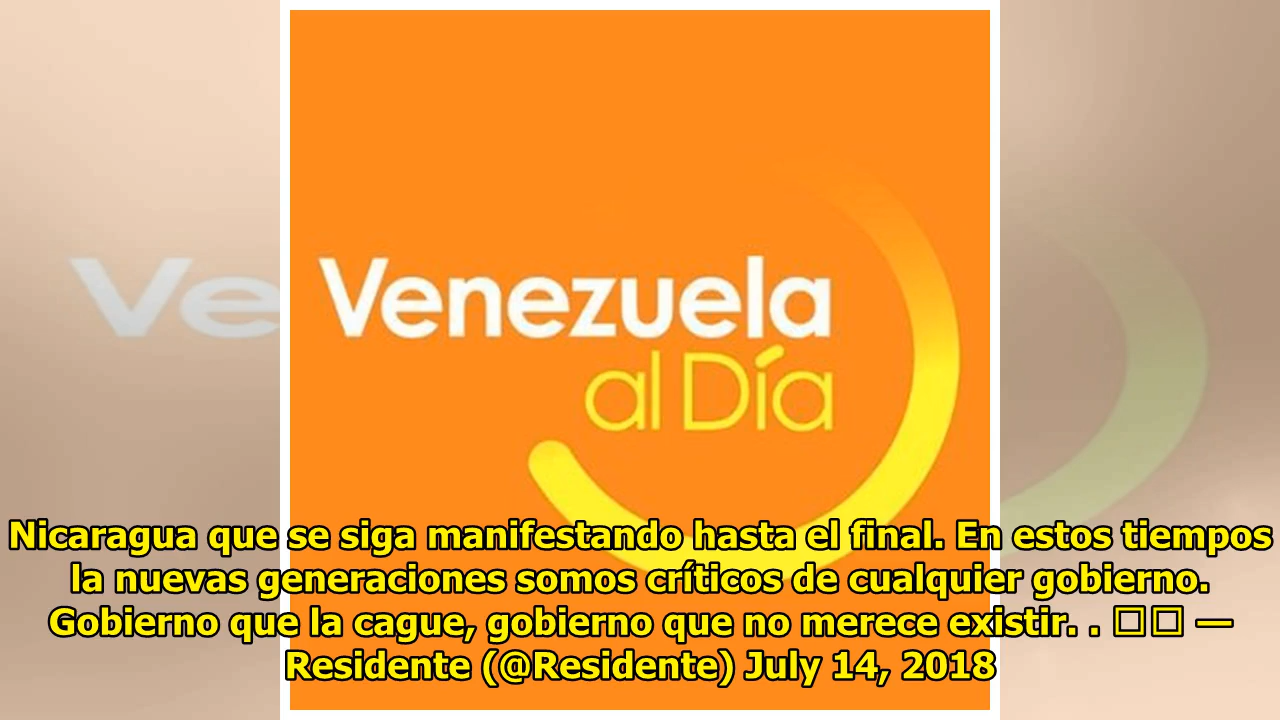 Ve
Venezuela
al Día
Nicaragua que se siga manifestando hasta el final. En estos tiempos
la nuevas generaciones somos críticos de cualquier gobierno.
Gobierno que la cague, gobierno que no merece existir. . □□ —
Residente (@Residente) July 14, 2018